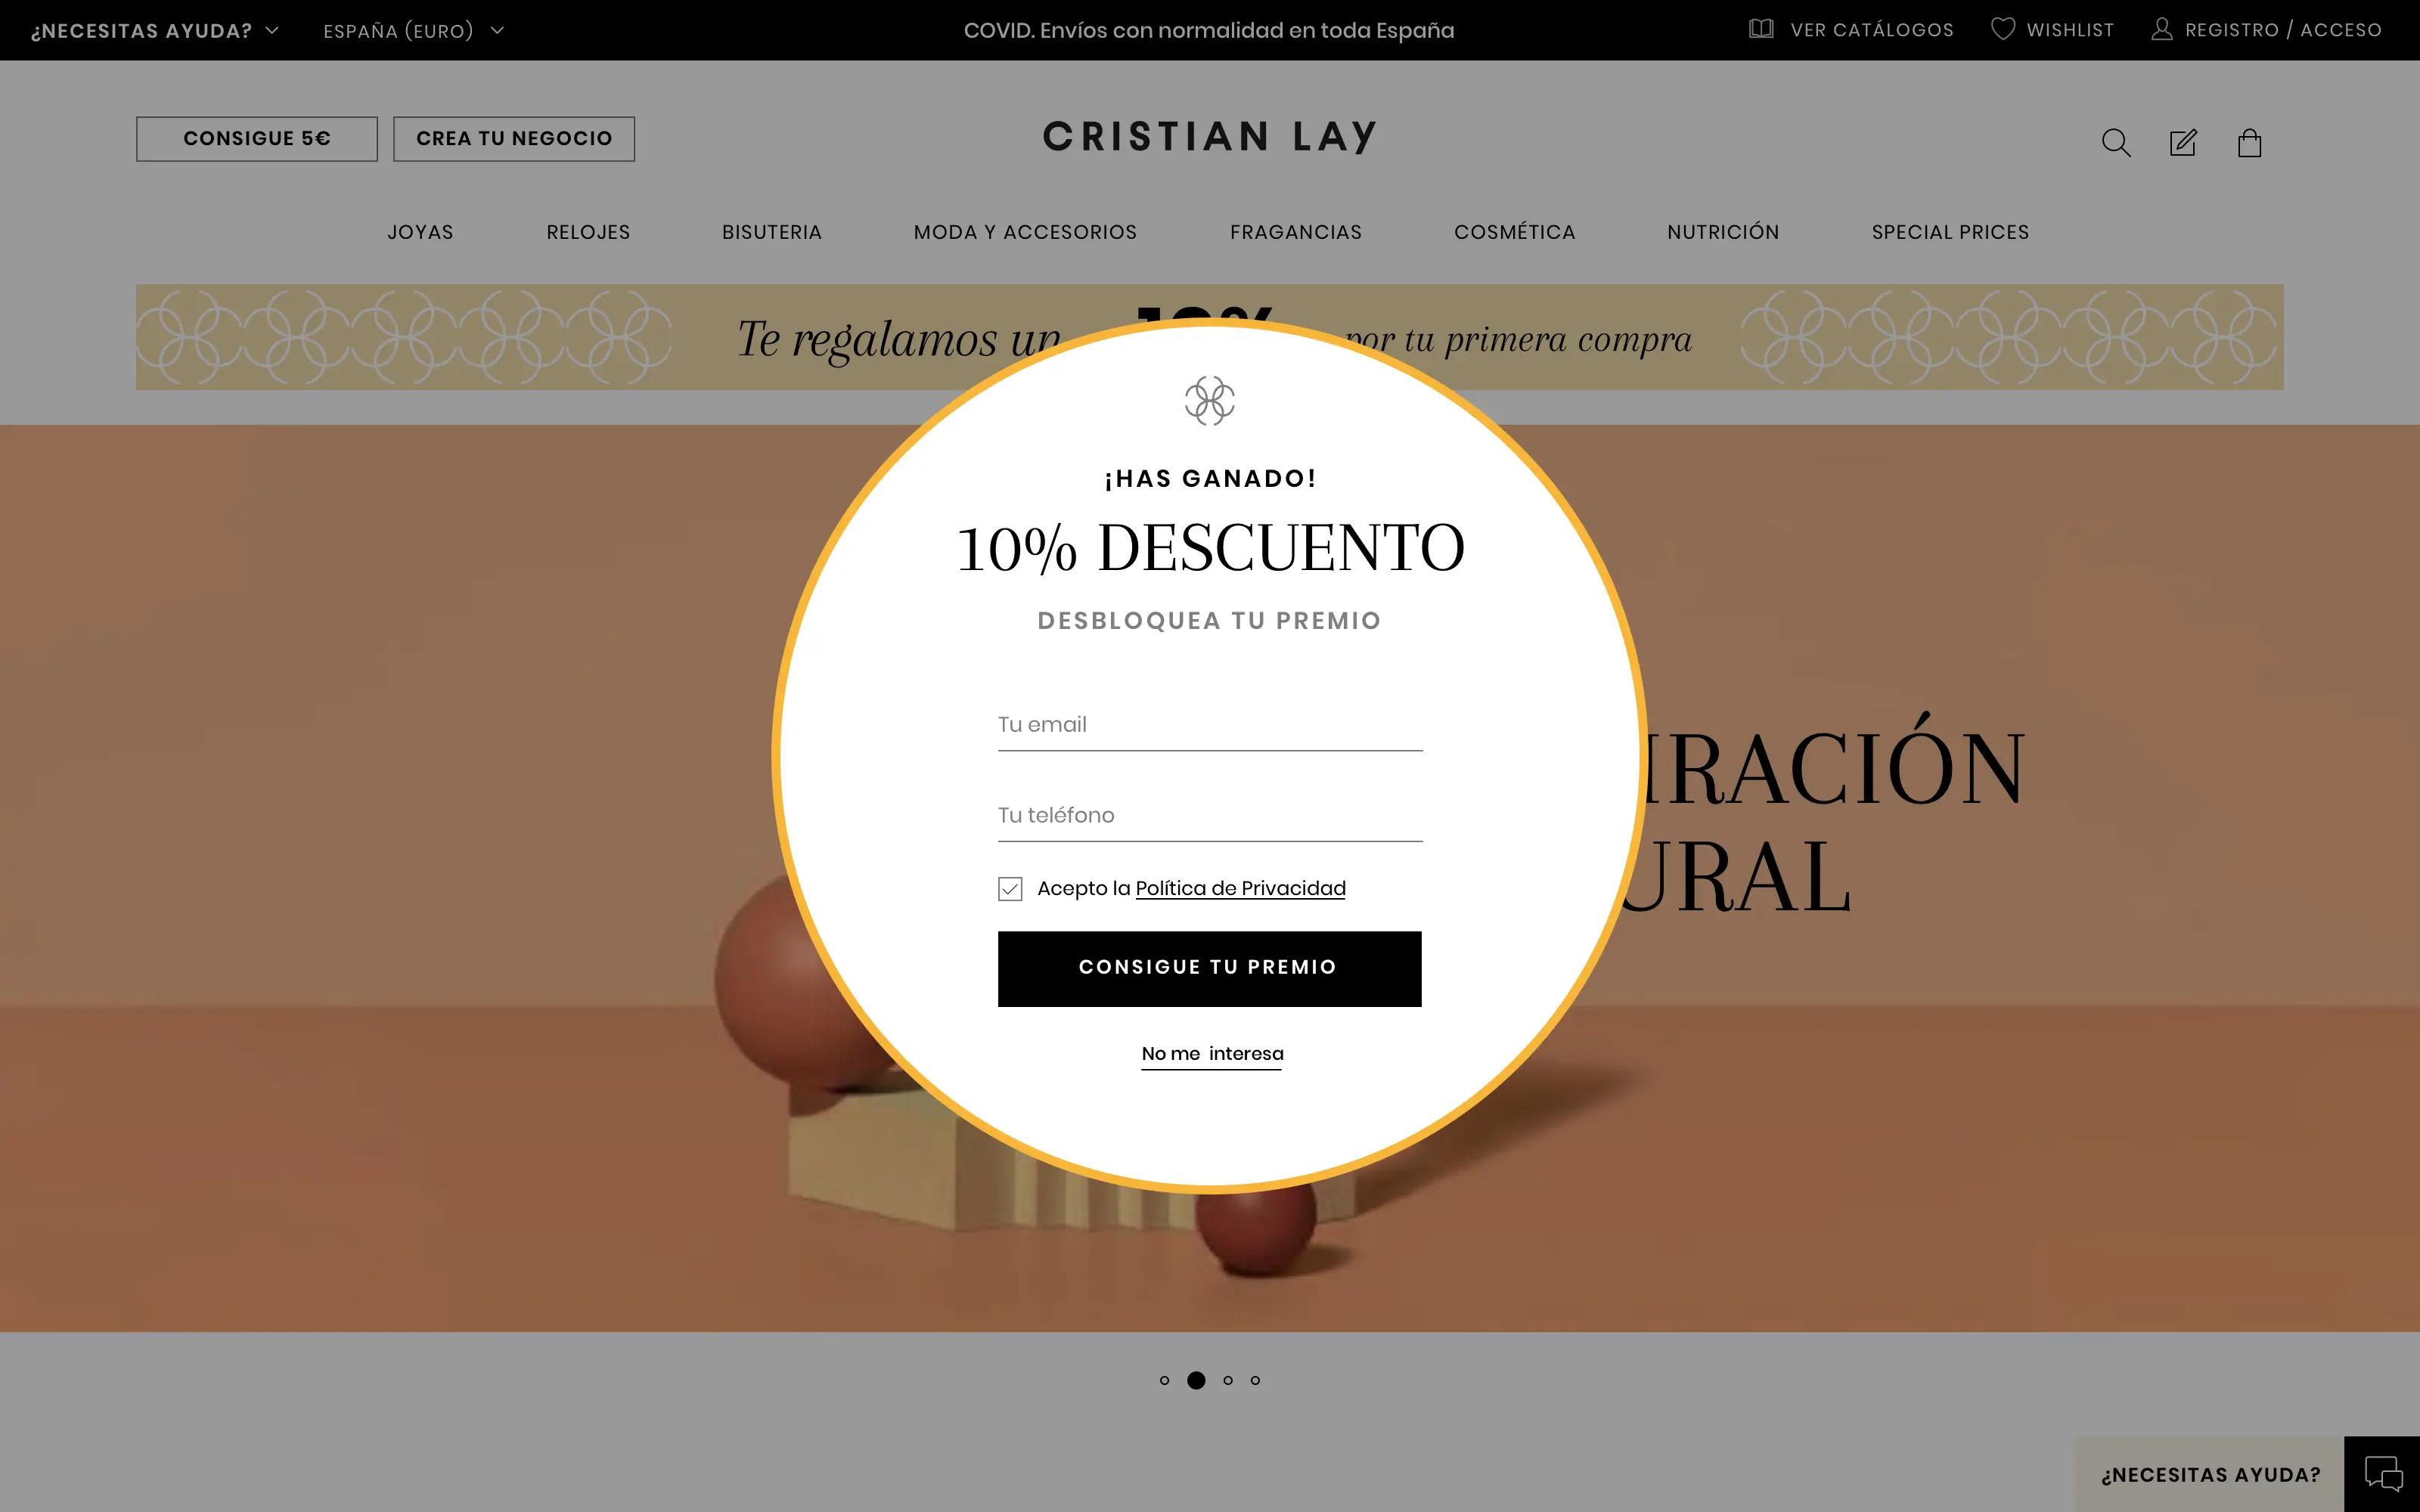 ¿NECESITAS AYUDA?
ESPAÑA (EURO)
COVID. Envíos con normalidad en toda España
VER CATÁLOGOS
WISHLIST
REGISTRO / ACCESO
CONSIGUE 5€
CREA TU NEGOCIO
CRISTIAN LAY
JOYAS
RELOJES
BISUTERIA
MODA Y ACCESORIOS
FRAGANCIAS
COSMÉTICA
NUTRICIÓN
SPECIAL PRICES
Te regalamos un 10% por tu primera compra
¡HAS GANADO!
10% DESCUENTO
DESBLOQUEA TU PREMIO
Tu email
Tu teléfono
Acepto la Política de Privacidad
CONSIGUE TU PREMIO
No me interesa
IRACIÓN
URAL
¿NECESITAS AYUDA?